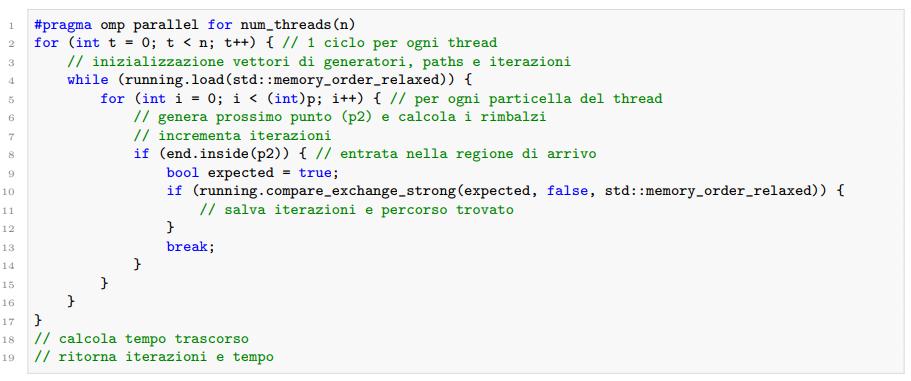 1 #pragma omp parallel for num_threads(n)
2 for (int t = 0; t < n; t++) { // 1 ciclo per ogni thread
3 // inizializzazione vettori di generatori, paths e iterazioni
4 while (running.load(std::memory_order_relaxed)) {
5 for (int i = 0; i < (int)p; i++) { // per ogni particella del thread
6 // genera prossimo punto (p2) e calcola i rimbalzi
7 // incrementa iterazioni
8 if (end.inside(p2)) { // entrata nella regione di arrivo
9 bool expected = true;
10 if (running.compare_exchange_strong(expected, false, std::memory_order_relaxed)) {
11 // salva iterazioni e percorso trovato
12 }
13 break;
14 }
15 }
16 }
17 }
18 // calcola tempo trascorso
19 // ritorna iterazioni e tempo